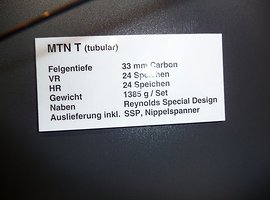 MTN T (tubular)
Felgentiefe 33 mm Carbon
VR 24 Speichen
HR 24 Speichen
Gewicht 1385 g / Set
Naben Reynolds Special Design
Auslieferung inkl. SSP, Nippelspanner